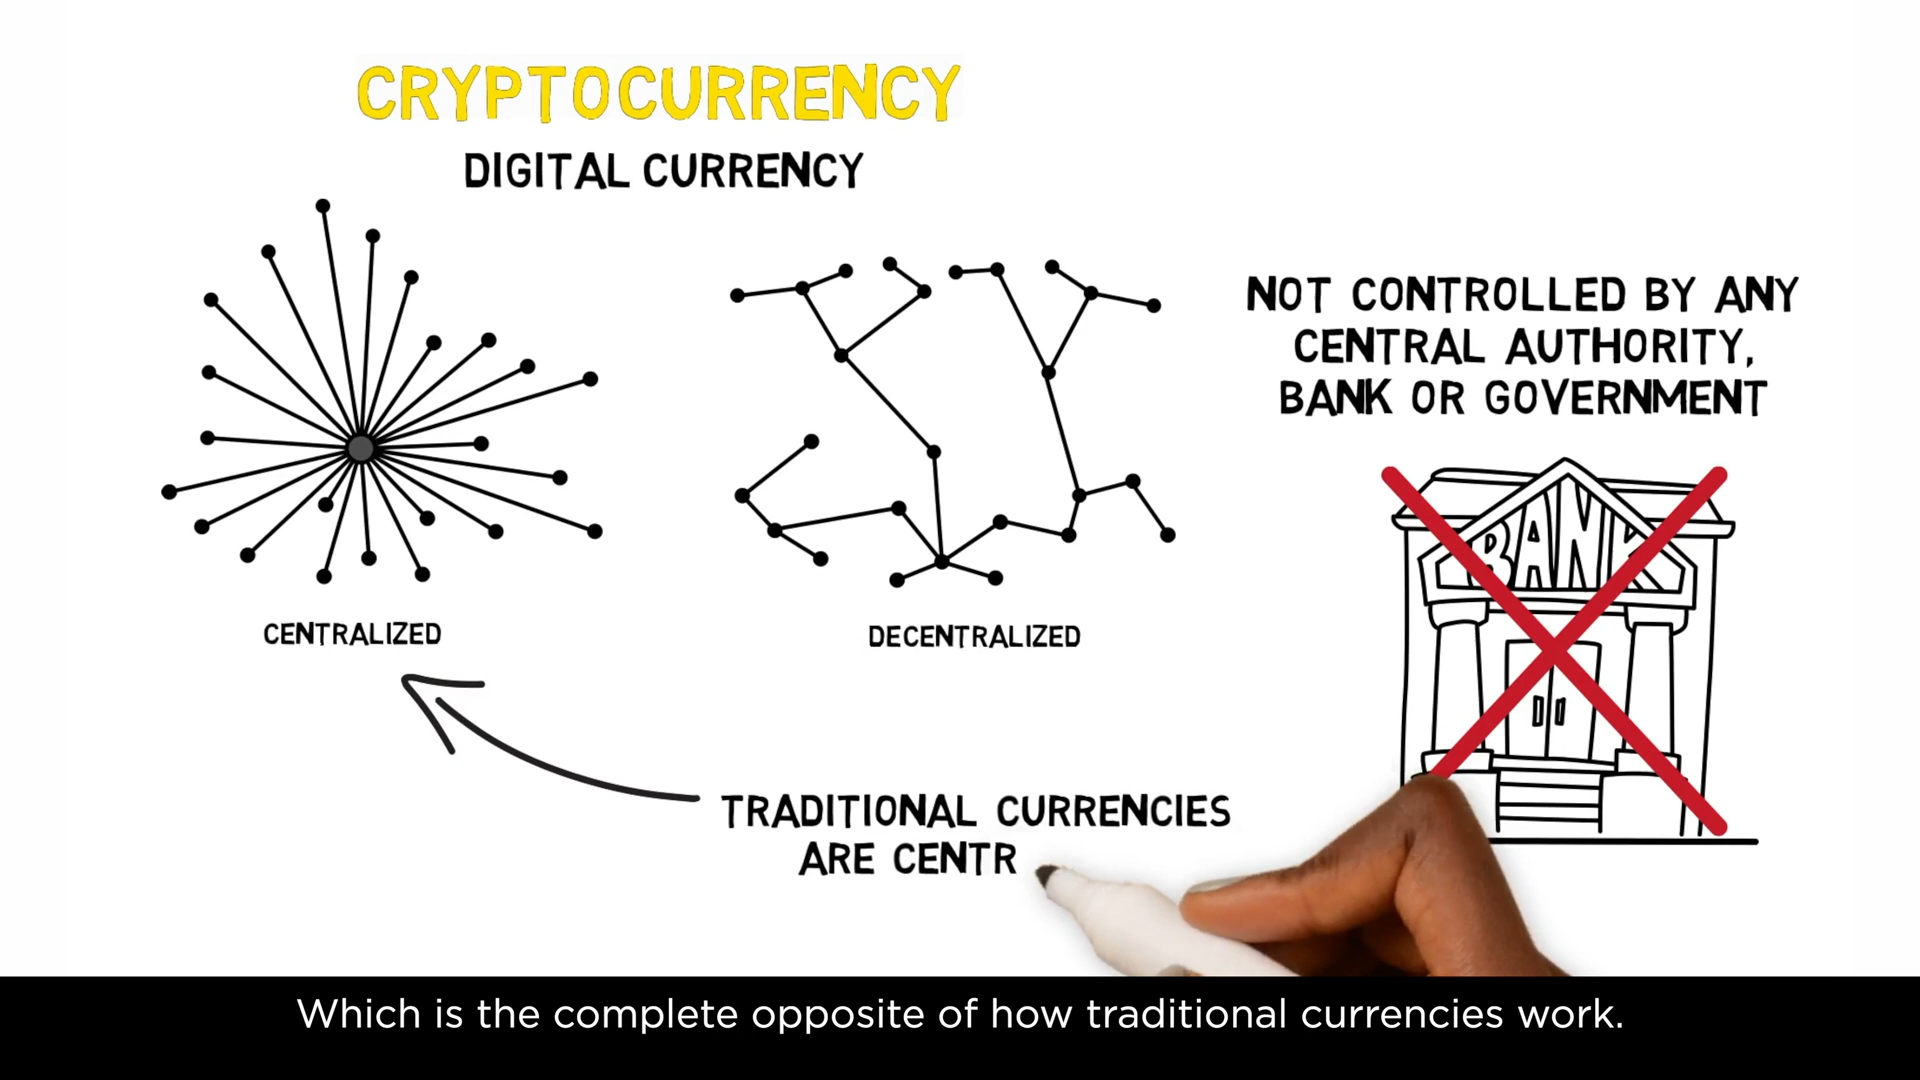 CRYPTOCURRENCY
DIGITAL CURRENCY
NOT CONTROLLED BY ANY
CENTRAL AUTHORITY,
BANK OR GOVERNMENT
BANK
CENTRALIZED
DECENTRALIZED
TRADITIONAL CURRENCIES
ARE CENTR
Which is the complete opposite of how traditional currencies work.